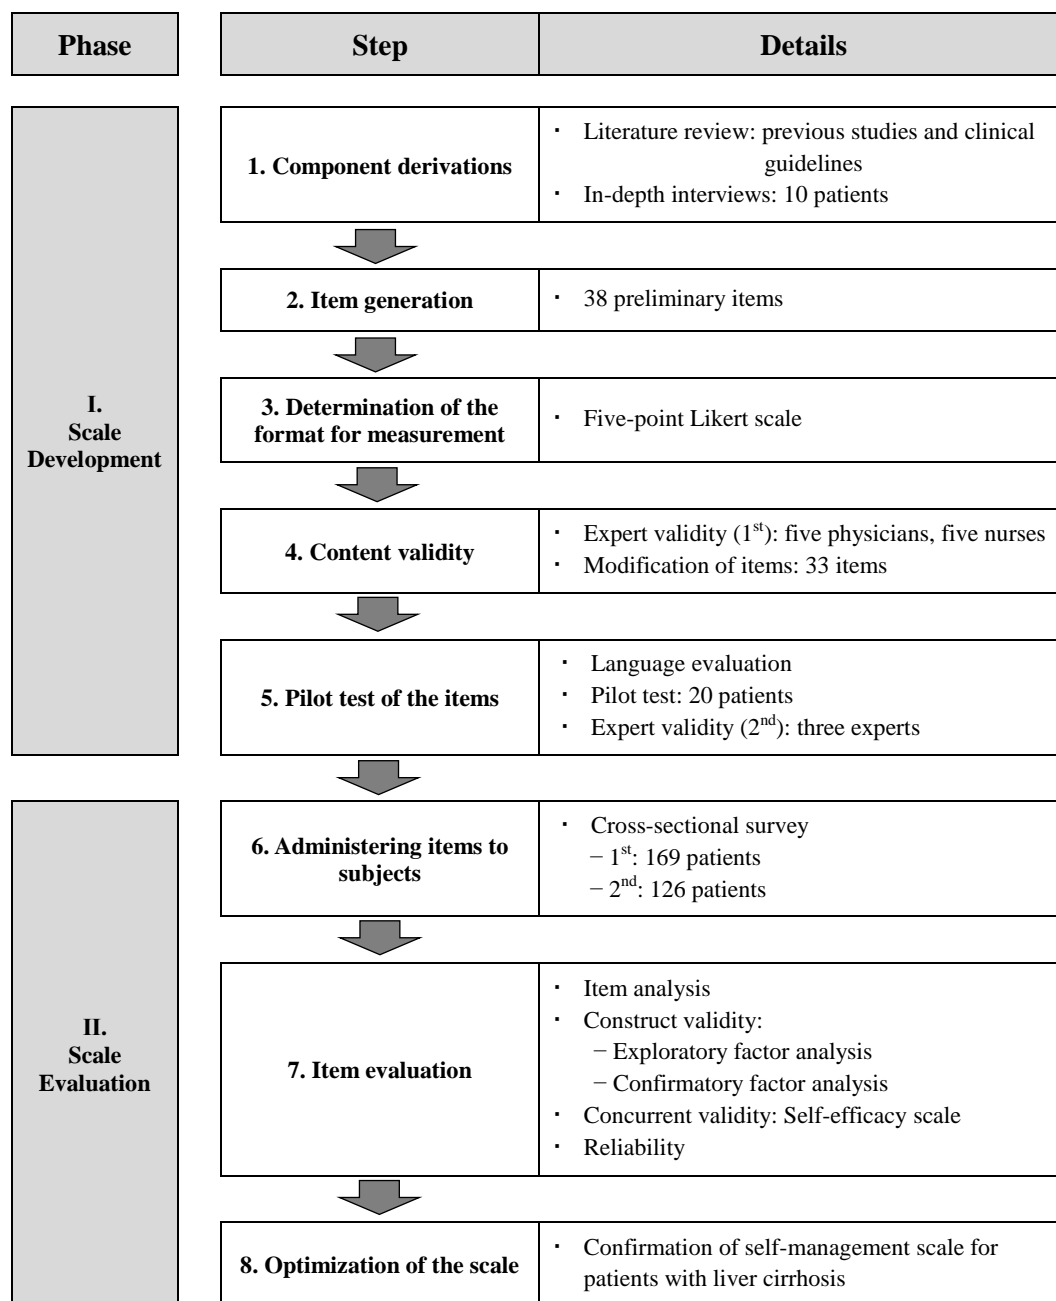 Phase
Step
Details
I.
Scale
Development
1. Component derivations
· Literature review: previous studies and clinical
guidelines
· In-depth interviews: 10 patients
2. Item generation
· 38 preliminary items
3. Determination of the
format for measurement
· Five-point Likert scale
4. Content validity
· Expert validity (1st): five physicians, five nurses
· Modification of items: 33 items
5. Pilot test of the items
· Language evaluation
· Pilot test: 20 patients
· Expert validity (2nd): three experts
II.
Scale
Evaluation
6. Administering items to
subjects
· Cross-sectional survey
− 1st: 169 patients
− 2nd: 126 patients
7. Item evaluation
· Item analysis
· Construct validity:
− Exploratory factor analysis
− Confirmatory factor analysis
· Concurrent validity: Self-efficacy scale
· Reliability
8. Optimization of the scale
· Confirmation of self-management scale for
patients with liver cirrhosis